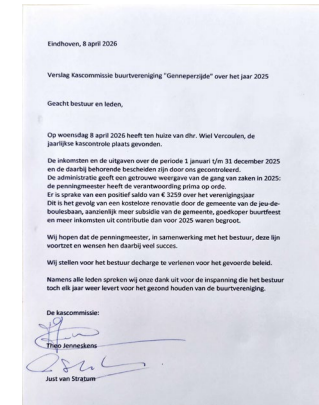 Eindhoven, 8 april 2026
Verslag Kascommissie buurtvereniging "Genneperzijde" over het jaar 2025
Geacht bestuur en leden,
Op woensdag 8 april 2026 heeft ten huize van dhr. Wiel Vercoulen, de
jaarlijkse kascontrole plaats gevonden.
De inkomsten en de uitgaven over de periode 1 januari t/m 31 december 2025
en de daarbij behorende bescheiden zijn door ons gecontroleerd.
De administratie geeft een getrouwe weergave van de gang van zaken in 2025:
de penningmeester heeft de verantwoording prima op orde.
Er is sprake van een positief saldo van € 3259 over het verenigingsjaar
Dit is het gevolg van een kosteloze renovatie door de gemeente van de jeu-de-
boulesbaan, aanzienlijk meer subsidie van de gemeente, goedkoper buurtfeest
en meer inkomsten uit contributie dan voor 2025 waren begroot.
Wij hopen dat de penningmeester, in samenwerking met het bestuur, deze lijn
voortzet en wensen hen daarbij veel succes.
Wij stellen voor het bestuur decharge te verlenen voor het gevoerde beleid.
Namens alle leden spreken wij onze dank uit voor de inspanning die het bestuur
toch elk jaar weer levert voor het gezond houden van de buurtvereniging.
De kascommissie:
Theo Jenneskens
Just van Stratum